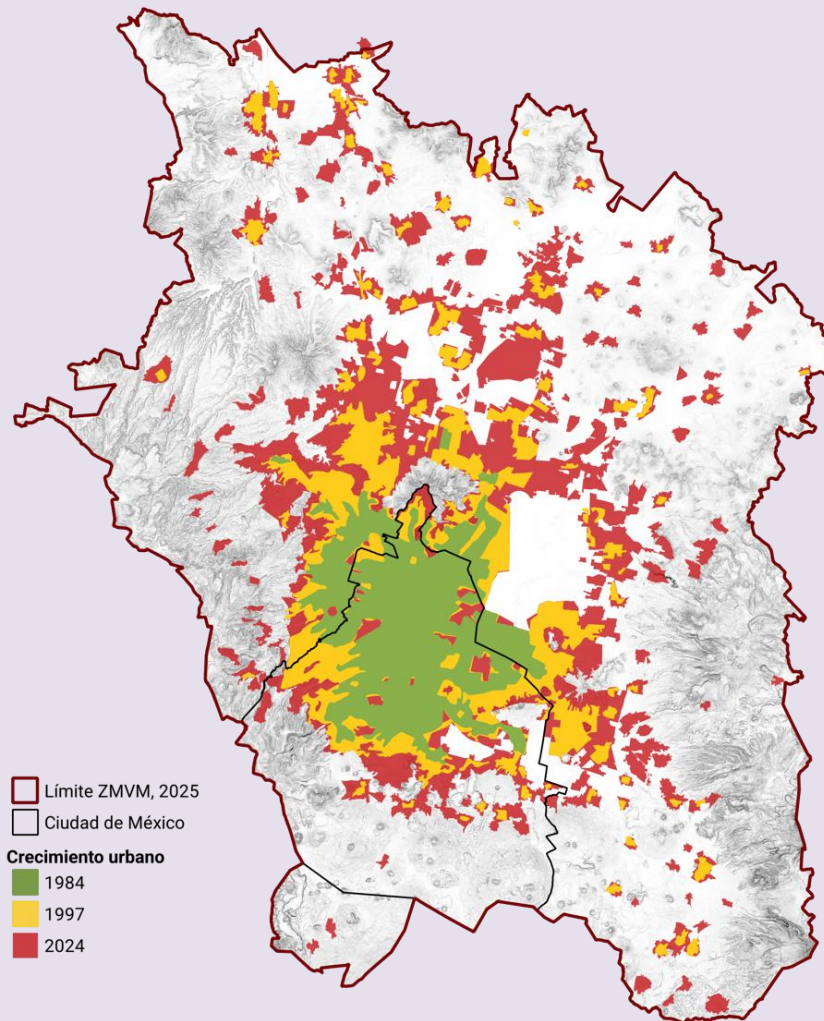 Límite ZMVM, 2025
Ciudad de México
Crecimiento urbano
1984
1997
2024